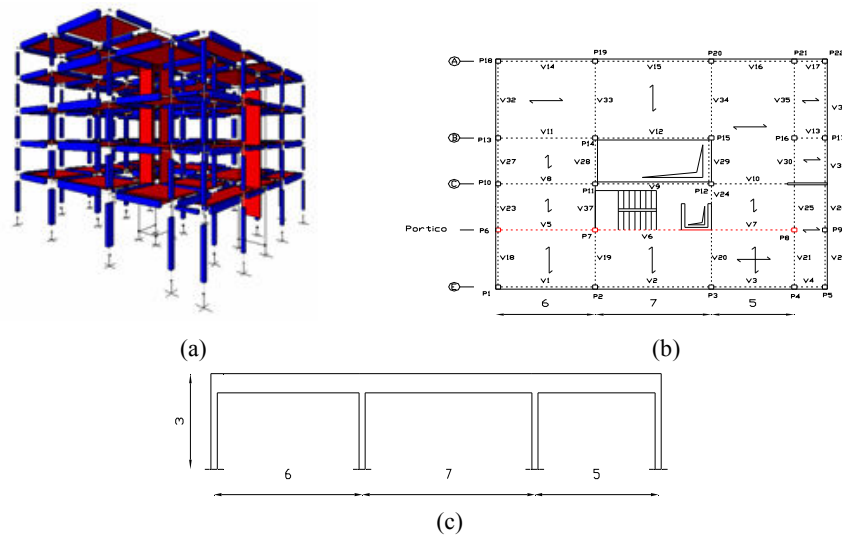 A P18 P19 P20 P21 P22
V14 V15 V16 V17
V32 V33 V34 V35
V11 V12 V13
B P13 P14 P15 P16
V27 V28 V29 V30
V8 V9 V10
C P10 P11 P12
V24
V23 V37 V25
V5 V6 V7
Portico P6 P7 P8 P9
V18 V19 V20 V21
V1 V2 V3 V4
E P1 P2 P3 P4 P5
6 7 5
(a) (b)
3
6 7 5
(c)